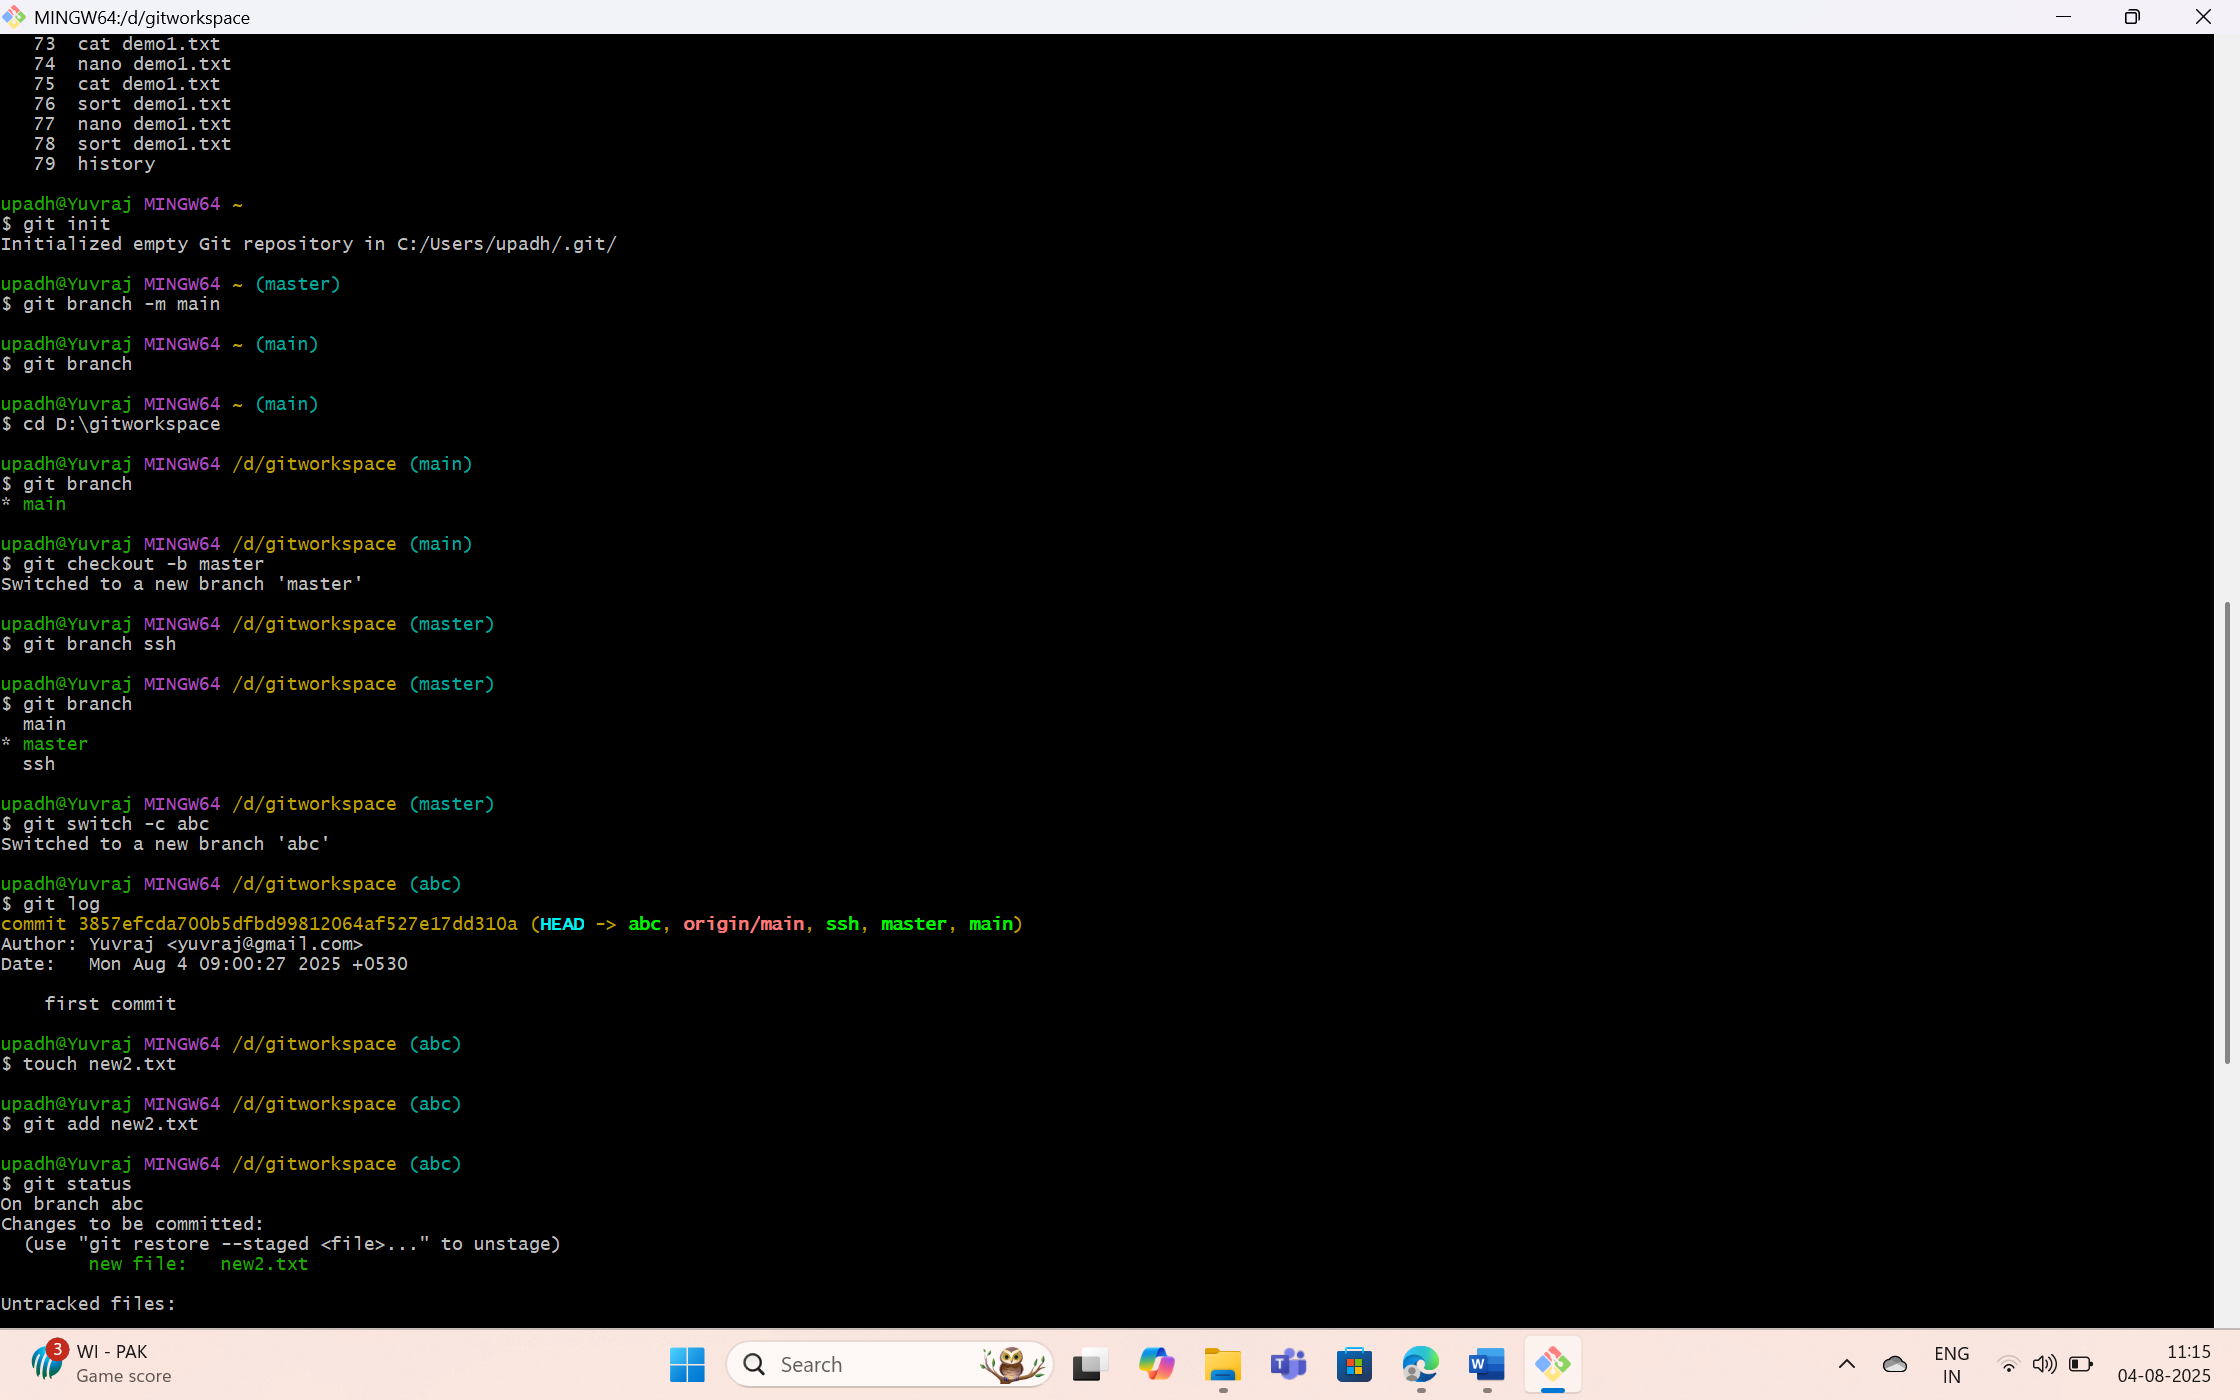 MINGW64:/d/gitworkspace
73 cat demo1.txt
74 nano demo1.txt
75 cat demo1.txt
76 sort demo1.txt
77 nano demo1.txt
78 sort demo1.txt
79 history
upadh@Yuvraj MINGW64 ~
$ git init
Initialized empty Git repository in C:/Users/upadh/.git/
upadh@Yuvraj MINGW64 ~ (master)
$ git branch -m main
upadh@Yuvraj MINGW64 ~ (main)
$ git branch
upadh@Yuvraj MINGW64 ~ (main)
$ cd D:\gitworkspace
upadh@Yuvraj MINGW64 /d/gitworkspace (main)
$ git branch
* main
upadh@Yuvraj MINGW64 /d/gitworkspace (main)
$ git checkout -b master
Switched to a new branch 'master'
upadh@Yuvraj MINGW64 /d/gitworkspace (master)
$ git branch ssh
upadh@Yuvraj MINGW64 /d/gitworkspace (master)
$ git branch
main
* master
ssh
upadh@Yuvraj MINGW64 /d/gitworkspace (master)
$ git switch -c abc
Switched to a new branch 'abc'
upadh@Yuvraj MINGW64 /d/gitworkspace (abc)
$ git log
commit 3857efcda700b5dfbd99812064af527e17dd310a (HEAD -> abc, origin/main, ssh, master, main)
Author: Yuvraj <yuvraj@gmail.com>
Date:   Mon Aug 4 09:00:27 2025 +0530
first commit
upadh@Yuvraj MINGW64 /d/gitworkspace (abc)
$ touch new2.txt
upadh@Yuvraj MINGW64 /d/gitworkspace (abc)
$ git add new2.txt
upadh@Yuvraj MINGW64 /d/gitworkspace (abc)
$ git status
On branch abc
Changes to be committed:
(use "git restore --staged <file>..." to unstage)
new file:   new2.txt
Untracked files:
3
WI - PAK
Game score
Search
ENG
IN
11:15
04-08-2025